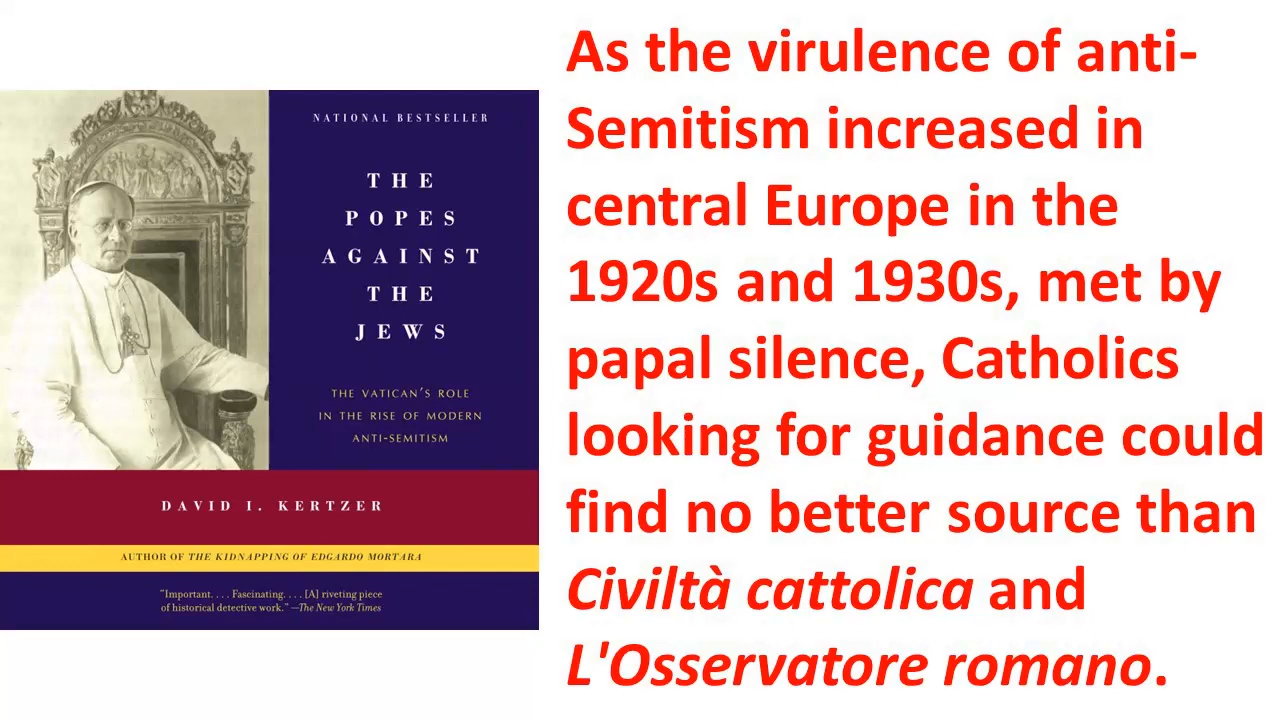 NATIONAL BESTSELLER
THE
POPES
AGAINST
THE
JEWS
THE VATICAN'S ROLE
IN THE RISE OF MODERN
ANTI-SEMITISM
DAVID I. KERTZER
AUTHOR OF THE KIDNAPPING OF EDGARDO MORTARA
"Important. . . . Fascinating. . . . [A] riveting piece
of historical detective work." —The New York Times
As the virulence of anti-
Semitism increased in
central Europe in the
1920s and 1930s, met by
papal silence, Catholics
looking for guidance could
find no better source than
Civiltà cattolica and
L'Osservatore romano.